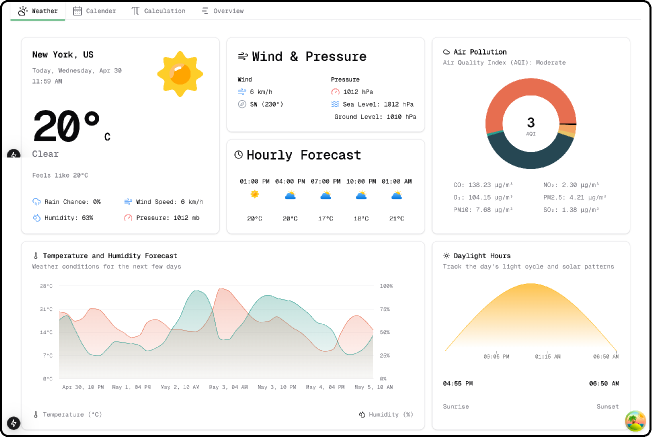 Weather
Calender
Calculation
Overview
New York, US
Today, Wednesday, Apr 30
11:59 AM
20° C
Clear
Feels like 20°C
Rain Chance: 0%
Wind Speed: 6 km/h
Humidity: 63%
Pressure: 1012 mb
Wind & Pressure
Wind
Pressure
6 km/h
1012 hPa
SW (230°)
Sea Level: 1012 hPa
Ground Level: 1010 hPa
Hourly Forecast
01:00 PM 04:00 PM 07:00 PM 10:00 PM 01:00 AM
20°C 20°C 17°C 18°C 21°C
Air Pollution
Air Quality Index (AQI): Moderate
3
AQI
CO: 138.23 µg/m³
NO₂: 2.30 µg/m³
O₃: 104.15 µg/m³
PM2.5: 4.21 µg/m³
PM10: 7.68 µg/m³
SO₂: 1.38 µg/m³
Temperature and Humidity Forecast
Weather conditions for the next few days
28°C
21°C
14°C
7°C
0°C
100%
75%
50%
25%
0%
Apr 30, 10 PM May 1, 04 PM May 2, 12 AM May 3, 04 AM May 3, 10 PM May 4, 04 PM May 5, 10 AM
Temperature (°C)
Humidity (%)
Daylight Hours
Track the day's light cycle and solar patterns
05:05 PM 01:15 AM 06:50 AM
04:55 PM
06:50 AM
Sunrise
Sunset